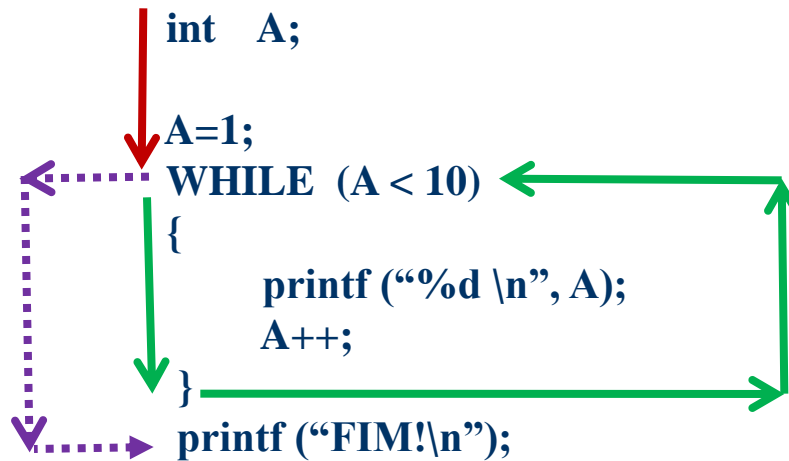 int A;
A=1;
WHILE (A < 10)
{
printf (“%d \n”, A);
A++;
}
printf (“FIM!\n”);